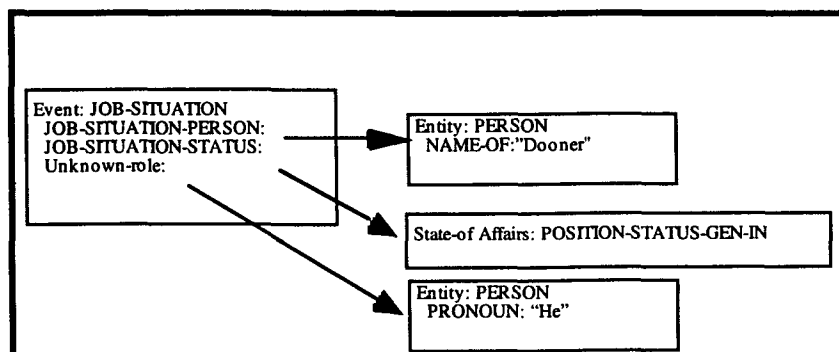 Event: JOB-SITUATION
JOB-SITUATION-PERSON:
JOB-SITUATION-STATUS:
Unknown-role:
Entity: PERSON
NAME-OF:"Dooner"
State-of Affairs: POSITION-STATUS-GEN-IN
Entity: PERSON
PRONOUN: “He”